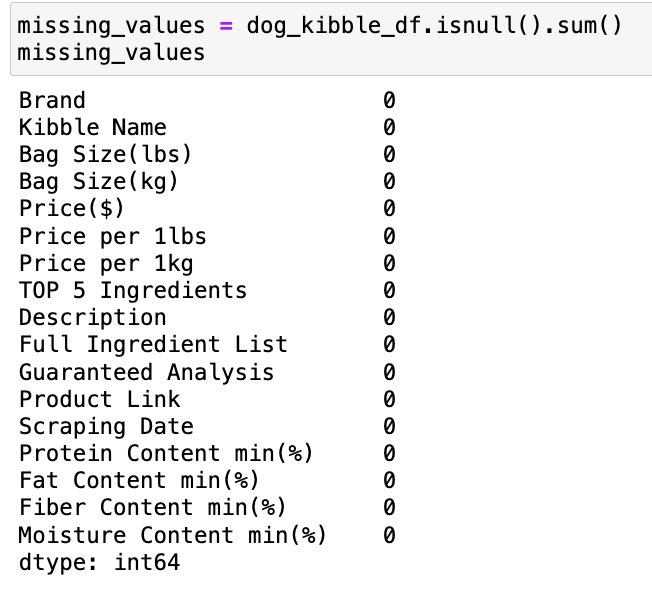 missing_values = dog_kibble_df.isnull().sum()
missing_values
Brand 0
Kibble Name 0
Bag Size(lbs) 0
Bag Size(kg) 0
Price($) 0
Price per 1lbs 0
Price per 1kg 0
TOP 5 Ingredients 0
Description 0
Full Ingredient List 0
Guaranteed Analysis 0
Product Link 0
Scraping Date 0
Protein Content min(%) 0
Fat Content min(%) 0
Fiber Content min(%) 0
Moisture Content min(%) 0
dtype: int64